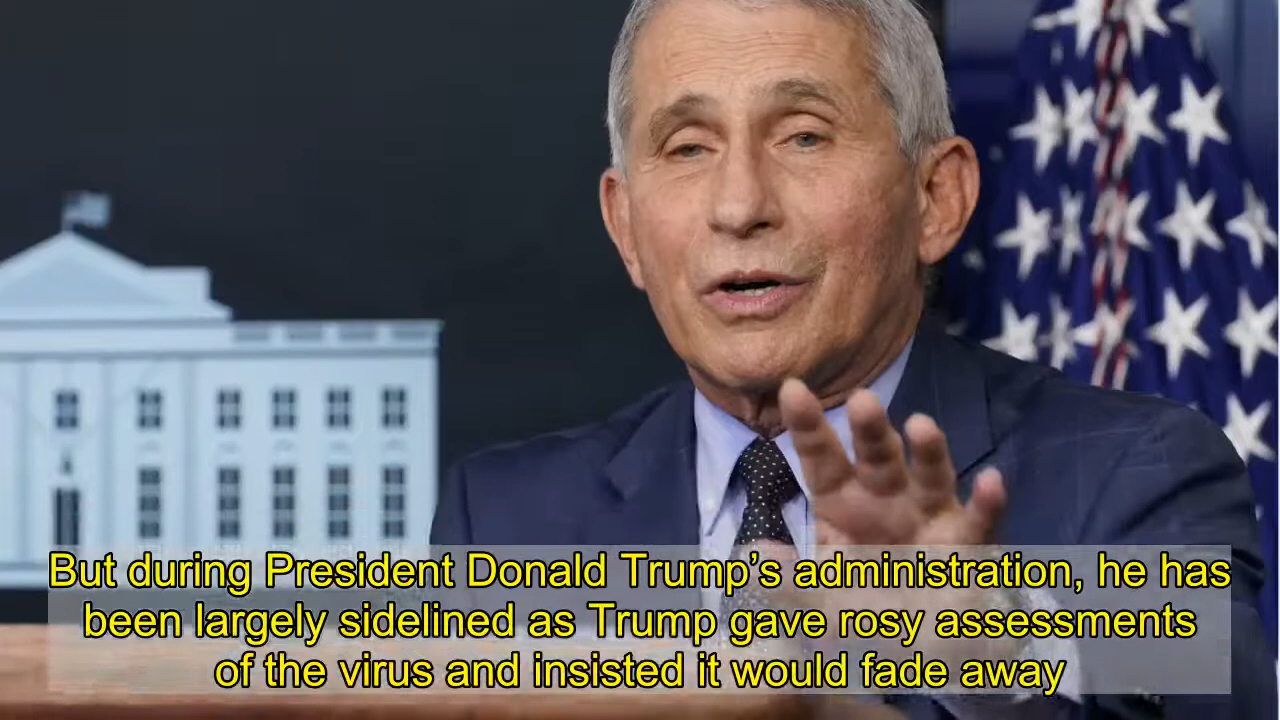 But during President Donald Trump’s administration, he has
been largely sidelined as Trump gave rosy assessments
of the virus and insisted it would fade away